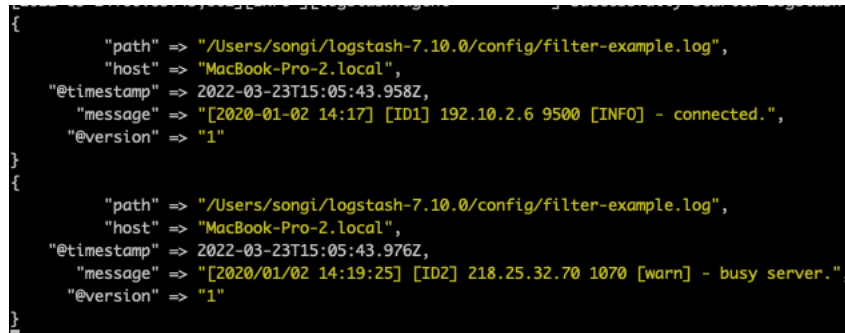 {
"path" => "/Users/songi/logstash-7.10.0/config/filter-example.log",
"host" => "MacBook-Pro-2.local",
"@timestamp" => 2022-03-23T15:05:43.958Z,
"message" => "[2020-01-02 14:17] [ID1] 192.10.2.6 9500 [INFO] - connected.",
"@version" => "1"
}
{
"path" => "/Users/songi/logstash-7.10.0/config/filter-example.log",
"host" => "MacBook-Pro-2.local",
"@timestamp" => 2022-03-23T15:05:43.976Z,
"message" => "[2020/01/02 14:19:25] [ID2] 218.25.32.70 1070 [warn] - busy server.",
"@version" => "1"
}